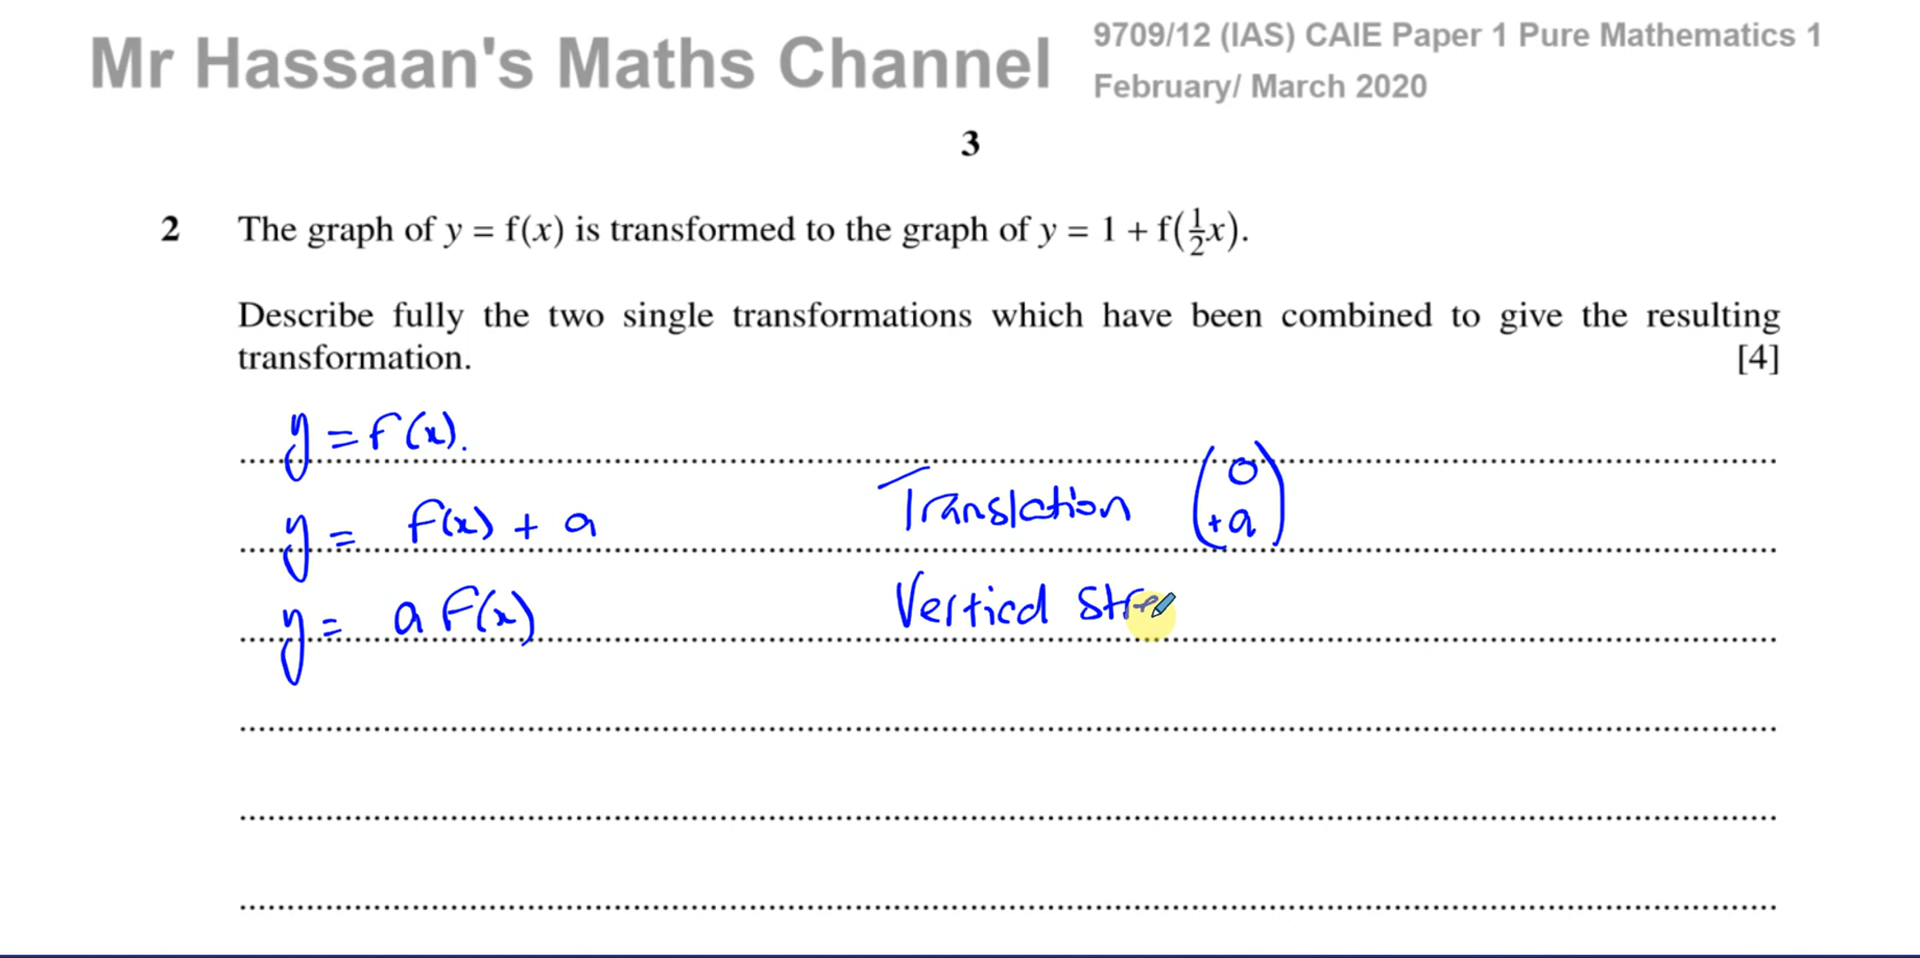 Mr Hassaan's Maths Channel
9709/12 (IAS) CAIE Paper 1 Pure Mathematics 1
February/ March 2020
3
2 The graph of y = f(x) is transformed to the graph of y = 1 + f(½x).
Describe fully the two single transformations which have been combined to give the resulting
transformation. [4]
y = f(x).
y = f(x) + a Translation (0 +a)
y = a f(x) Vertical Stre